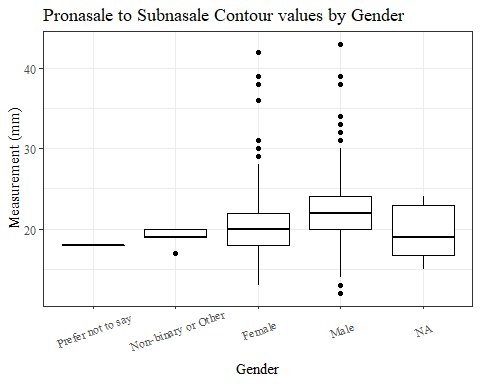 Pronasale to Subnasale Contour values by Gender
Measurement (mm)
40
30
20
Prefer not to say
Non-binary or Other
Female
Male
NA
Gender